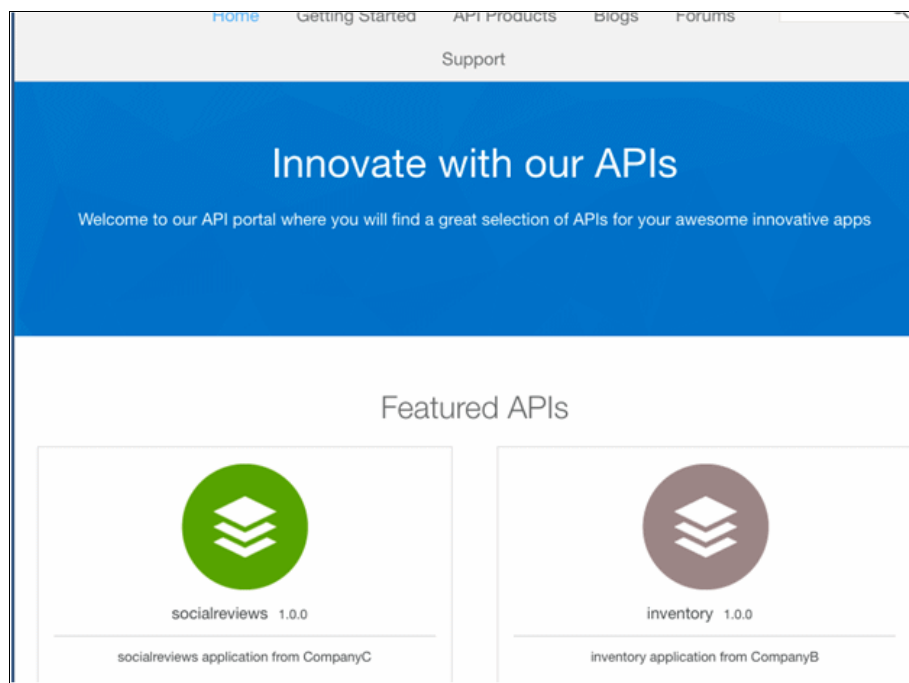 Home Getting Started API Products Blogs Forums
Support
Innovate with our APIs
Welcome to our API portal where you will find a great selection of APIs for your awesome innovative apps
Featured APIs
socialreviews 1.0.0
inventory 1.0.0
socialreviews application from CompanyC
inventory application from CompanyB